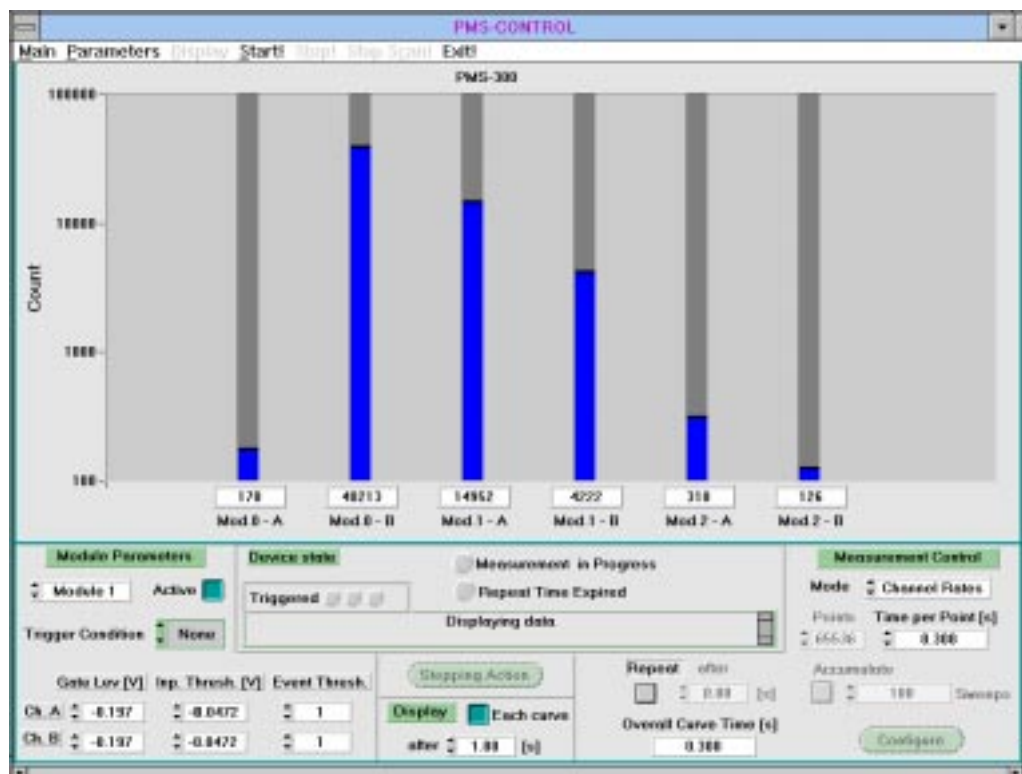 PMS-CONTROL
Main Parameters Display Start! Stop! Stop Scan! Exit!
PMS-300
100000
10000
1000
100
Count
178 40213 14952 4222 318 126
Mod.0 - A Mod.0 - B Mod.1 - A Mod.1 - B Mod.2 - A Mod.2 - B
Module Parameters
Module 1 Active
Trigger Condition None
Device state
Measurement in Progress
Triggered Repeat Time Expired
Displaying data
Measurement Control
Mode Channel Rates
Points Time per Point [s]
65536 0.300
Gate Lev [V] Inp. Thresh. [V] Event Thresh.
Ch. A -0.197 -0.0472 1
Ch. B -0.197 -0.0472 1
Stopping Action
Display Each curve
after 1.00 [s]
Repeat after
0.00 [s]
Overall Curve Time [s]
0.300
Accumulate
100 Sweeps
Configure